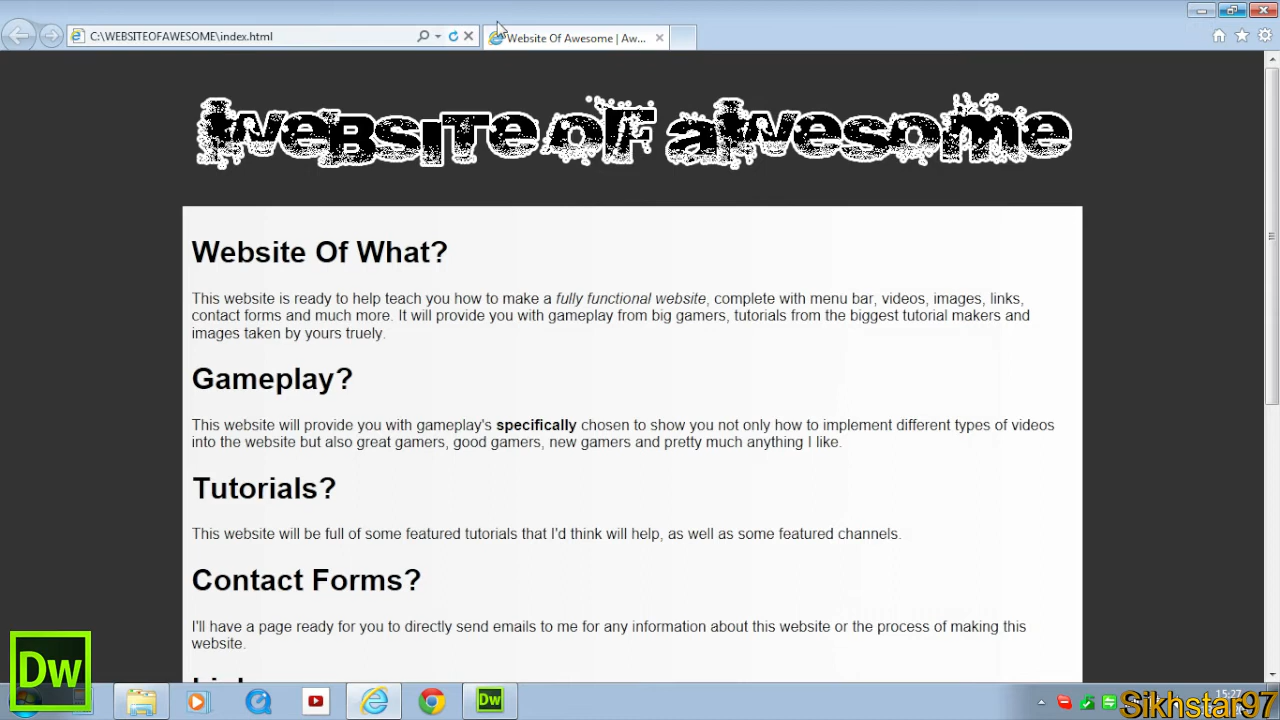 C:\WEBSITEOFAWESOME\index.html
Website Of Awesome | Aw...
Website of awesome
Website Of What?
This website is ready to help teach you how to make a fully functional website, complete with menu bar, videos, images, links,
contact forms and much more. It will provide you with gameplay from big gamers, tutorials from the biggest tutorial makers and
images taken by yours truely.
Gameplay?
This website will provide you with gameplay's specifically chosen to show you not only how to implement different types of videos
into the website but also great gamers, good gamers, new gamers and pretty much anything I like.
Tutorials?
This website will be full of some featured tutorials that I'd think will help, as well as some featured channels.
Contact Forms?
I'll have a page ready for you to directly send emails to me for any information about this website or the process of making this
website.
Dw
Dw
15:27
Sikhstar97